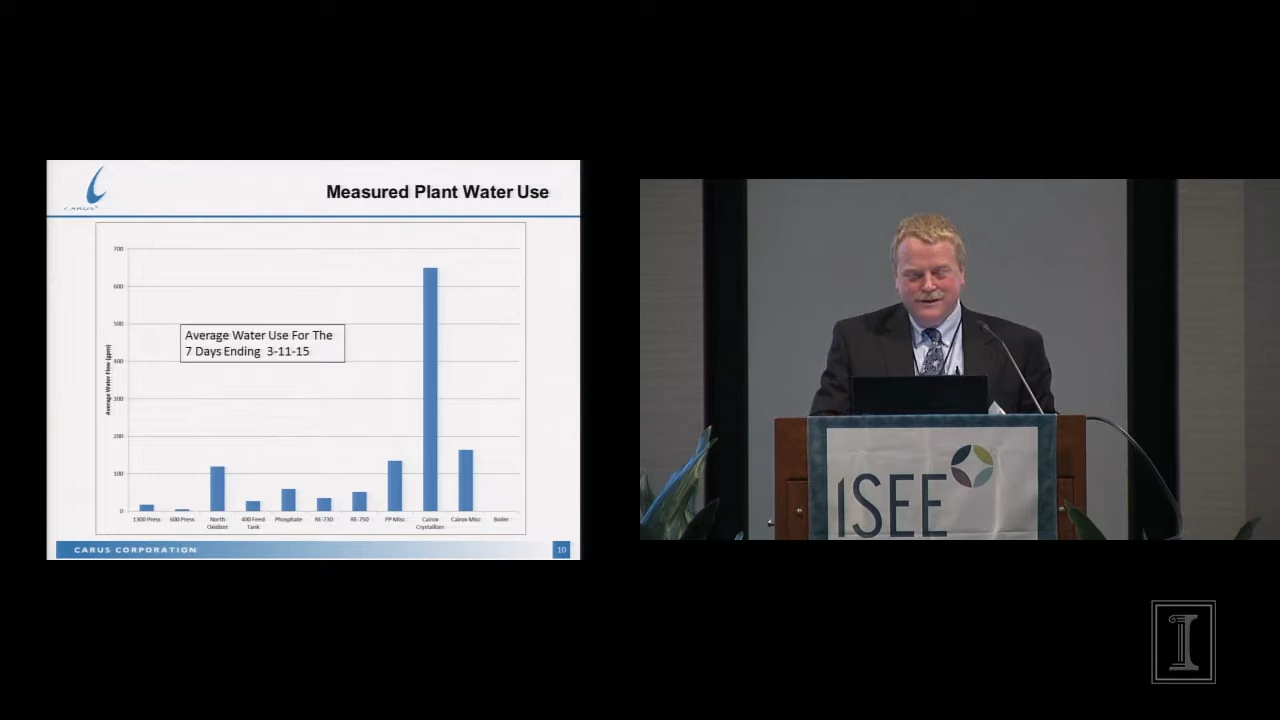 CARUS
Measured Plant Water Use
700
600
500
400
300
200
100
0
Average Water Flow (gpm)
Average Water Use For The
7 Days Ending 3-11-15
1300 Press
600 Press
North
Oxidizer
400 Feed
Tank
Phosphate
RE-730
RE-750
PP Misc
Cairox
Crystallizer
Cairox Misc
Boiler
CARUS CORPORATION
10
ISEE
I